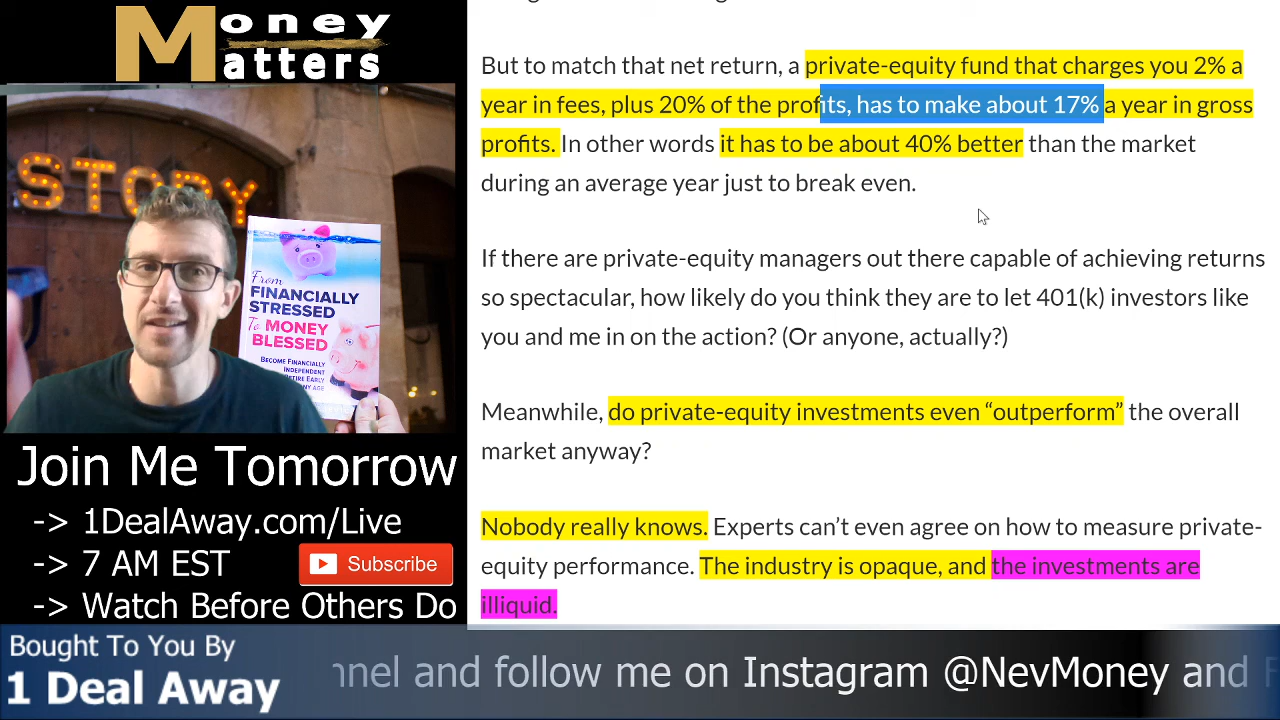 Money
Matters
STORY
From
FINANCIALLY
STRESSED
To MONEY
BLESSED
BECOME FINANCIALLY
INDEPENDENT
Join Me Tomorrow
-> 1DealAway.com/Live
-> 7 AM EST
Subscribe
-> Watch Before Others Do
But to match that net return, a private-equity fund that charges you 2% a
year in fees, plus 20% of the profits, has to make about 17% a year in gross
profits. In other words it has to be about 40% better than the market
during an average year just to break even.
If there are private-equity managers out there capable of achieving returns
so spectacular, how likely do you think they are to let 401(k) investors like
you and me in on the action? (Or anyone, actually?)
Meanwhile, do private-equity investments even “outperform” the overall
market anyway?
Nobody really knows. Experts can’t even agree on how to measure private-
equity performance. The industry is opaque, and the investments are
illiquid.
Bought To You By
1 Deal Away
and follow me on Instagram @NevMoney and